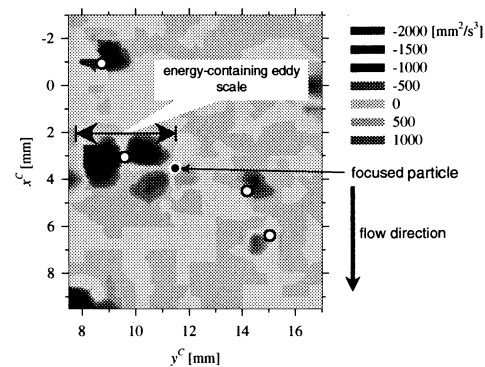 -2000 [mm²/s³]
-1500
-1000
-500
0
500
1000
energy-containing eddy
scale
focused particle
flow direction
-2
0
2
4
6
8
x^C [mm]
8
10
12
14
16
y^C [mm]